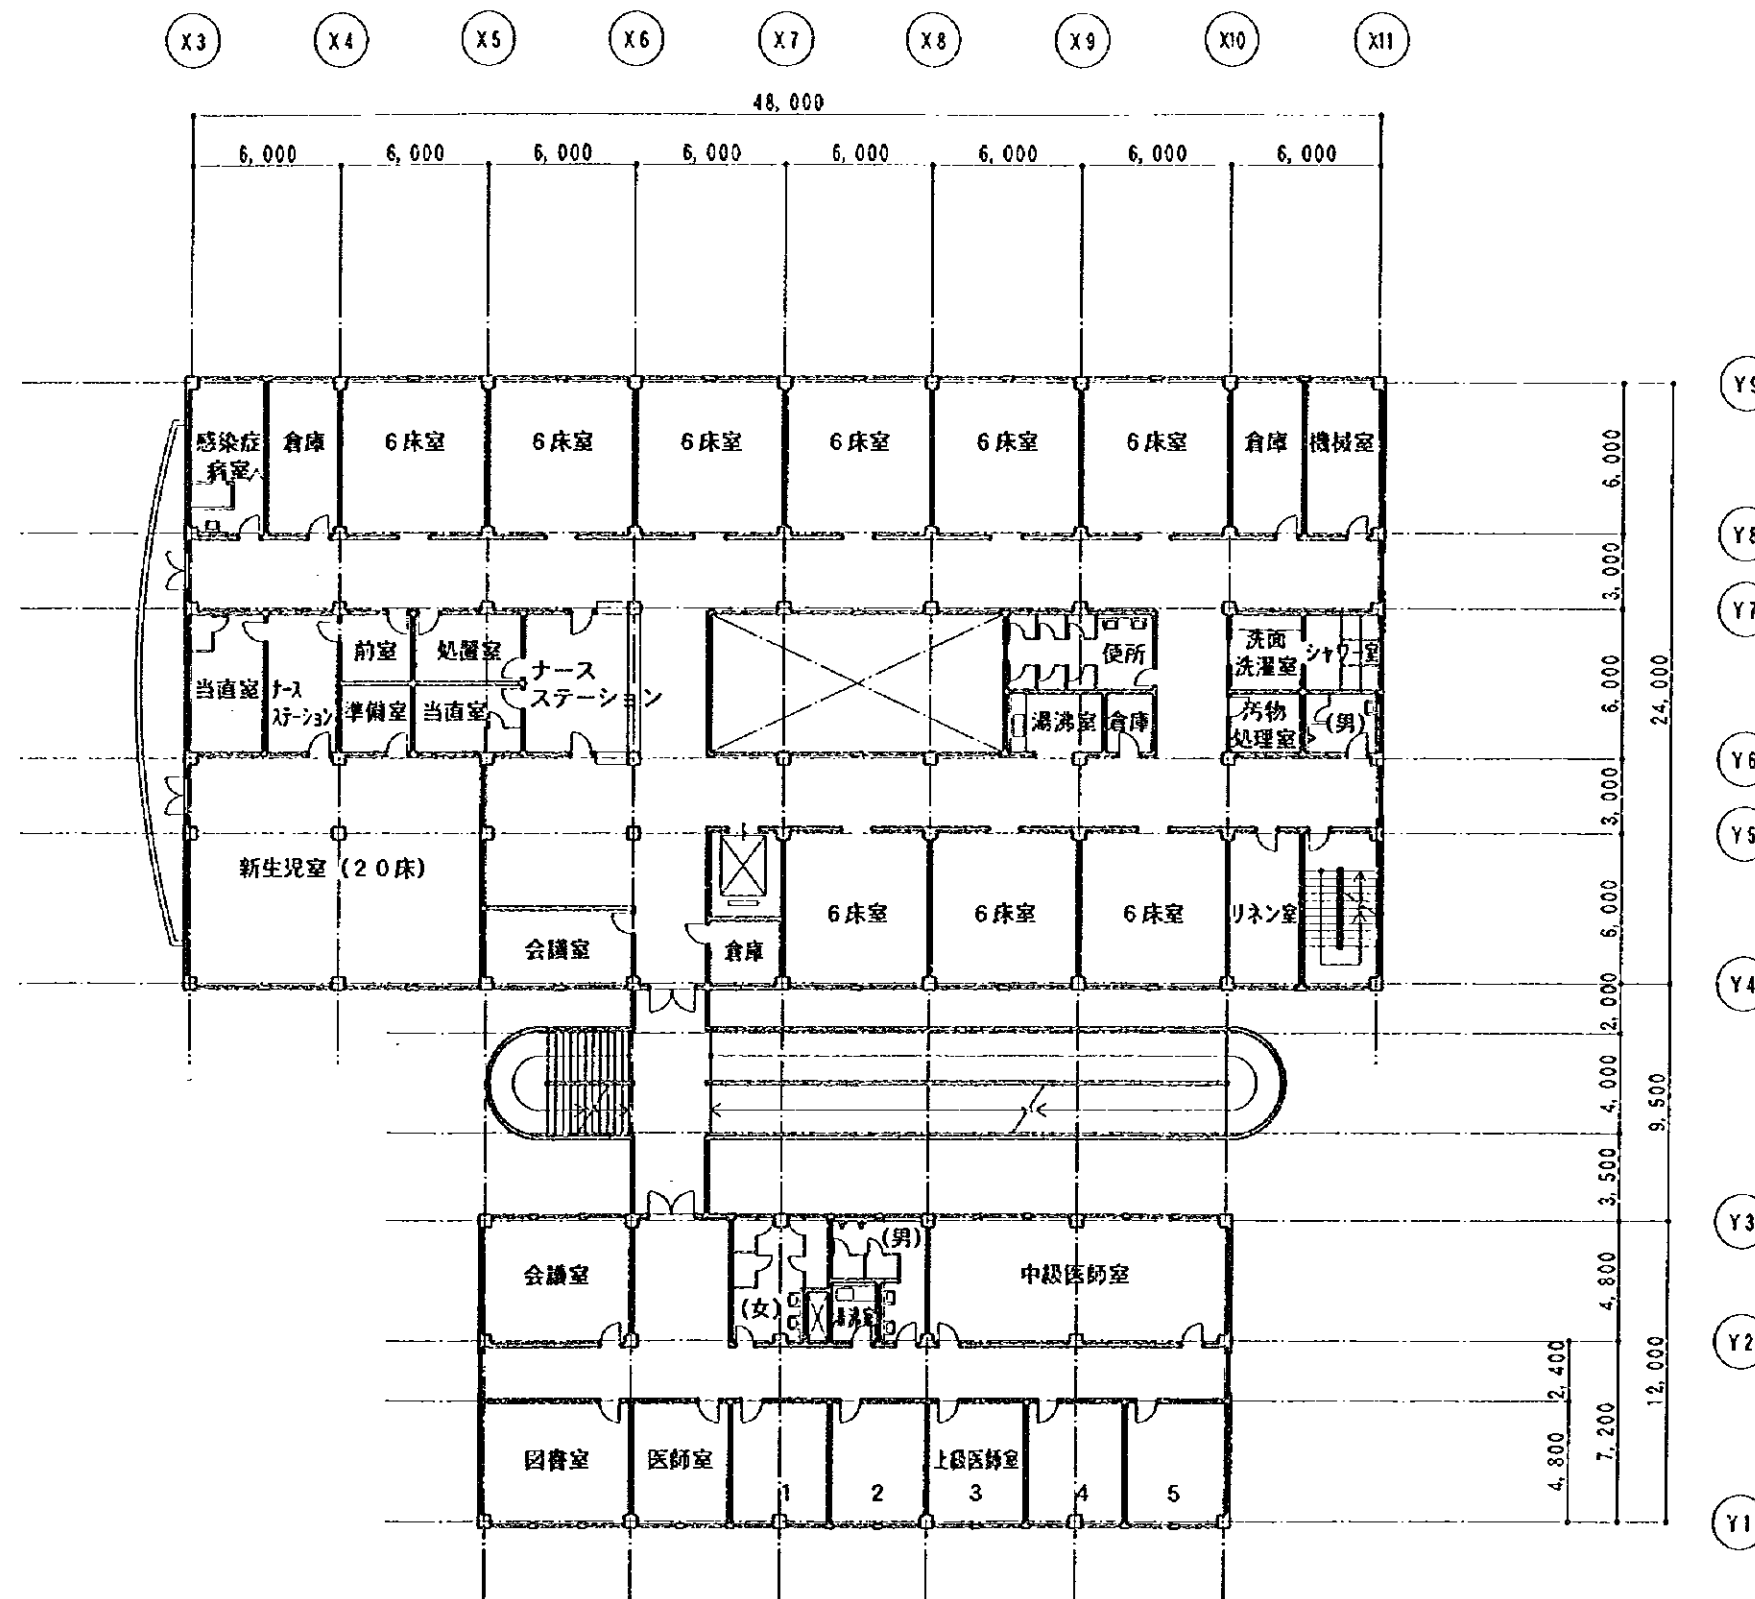 X3 X4 X5 X6 X7 X8 X9 X10 X11
48,000
6,000 6,000 6,000 6,000 6,000 6,000 6,000 6,000
Y9
感染症
病室
倉庫
6床室
6床室
6床室
6床室
6床室
6床室
倉庫
機械室
6,000
Y8
3,000
Y7
当直室
ナース
ステーション
前室
処置室
準備室
当直室
ナース
ステーション
便所
湯沸室
倉庫
洗面
洗濯室
シャワー室
汚物
処理室
(男)
6,000
24,000
Y6
3,000
Y5
新生児室(20床)
会議室
倉庫
6床室
6床室
6床室
リネン室
6,000
Y4
2,000
4,000
9,500
3,500
Y3
会議室
(女)
(男)
湯沸室
中級医師室
4,800
Y2
2,400
12,000
図書室
医師室
上級医師室
1 2 3 4 5
4,800
7,200
Y1